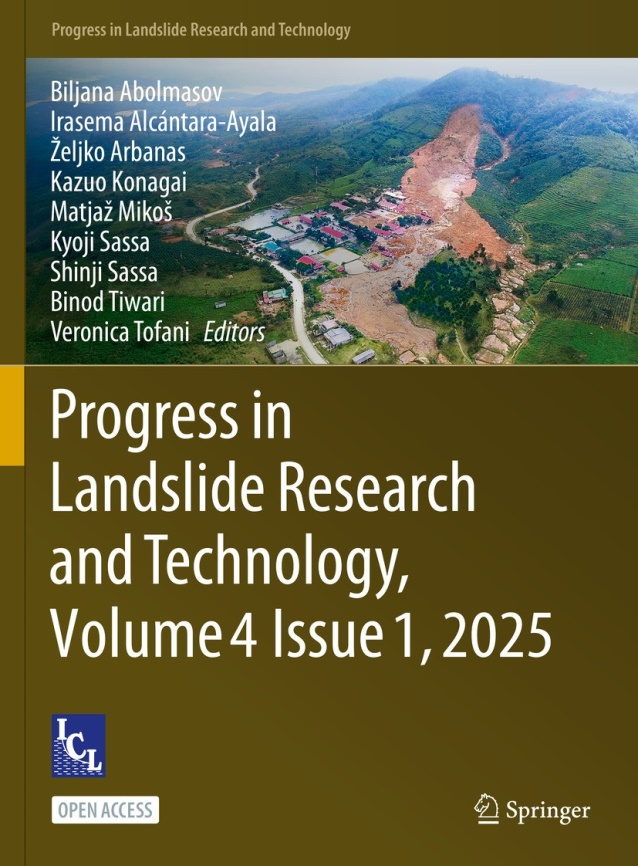 Progress in Landslide Research and Technology
Biljana Abolmasov
Irasema Alcántara-Ayala
Željko Arbanas
Kazuo Konagai
Matjaž Mikoš
Kyoji Sassa
Shinji Sassa
Binod Tiwari
Veronica Tofani Editors
Progress in
Landslide Research
and Technology,
Volume 4 Issue 1, 2025
ICL
OPEN ACCESS
Springer